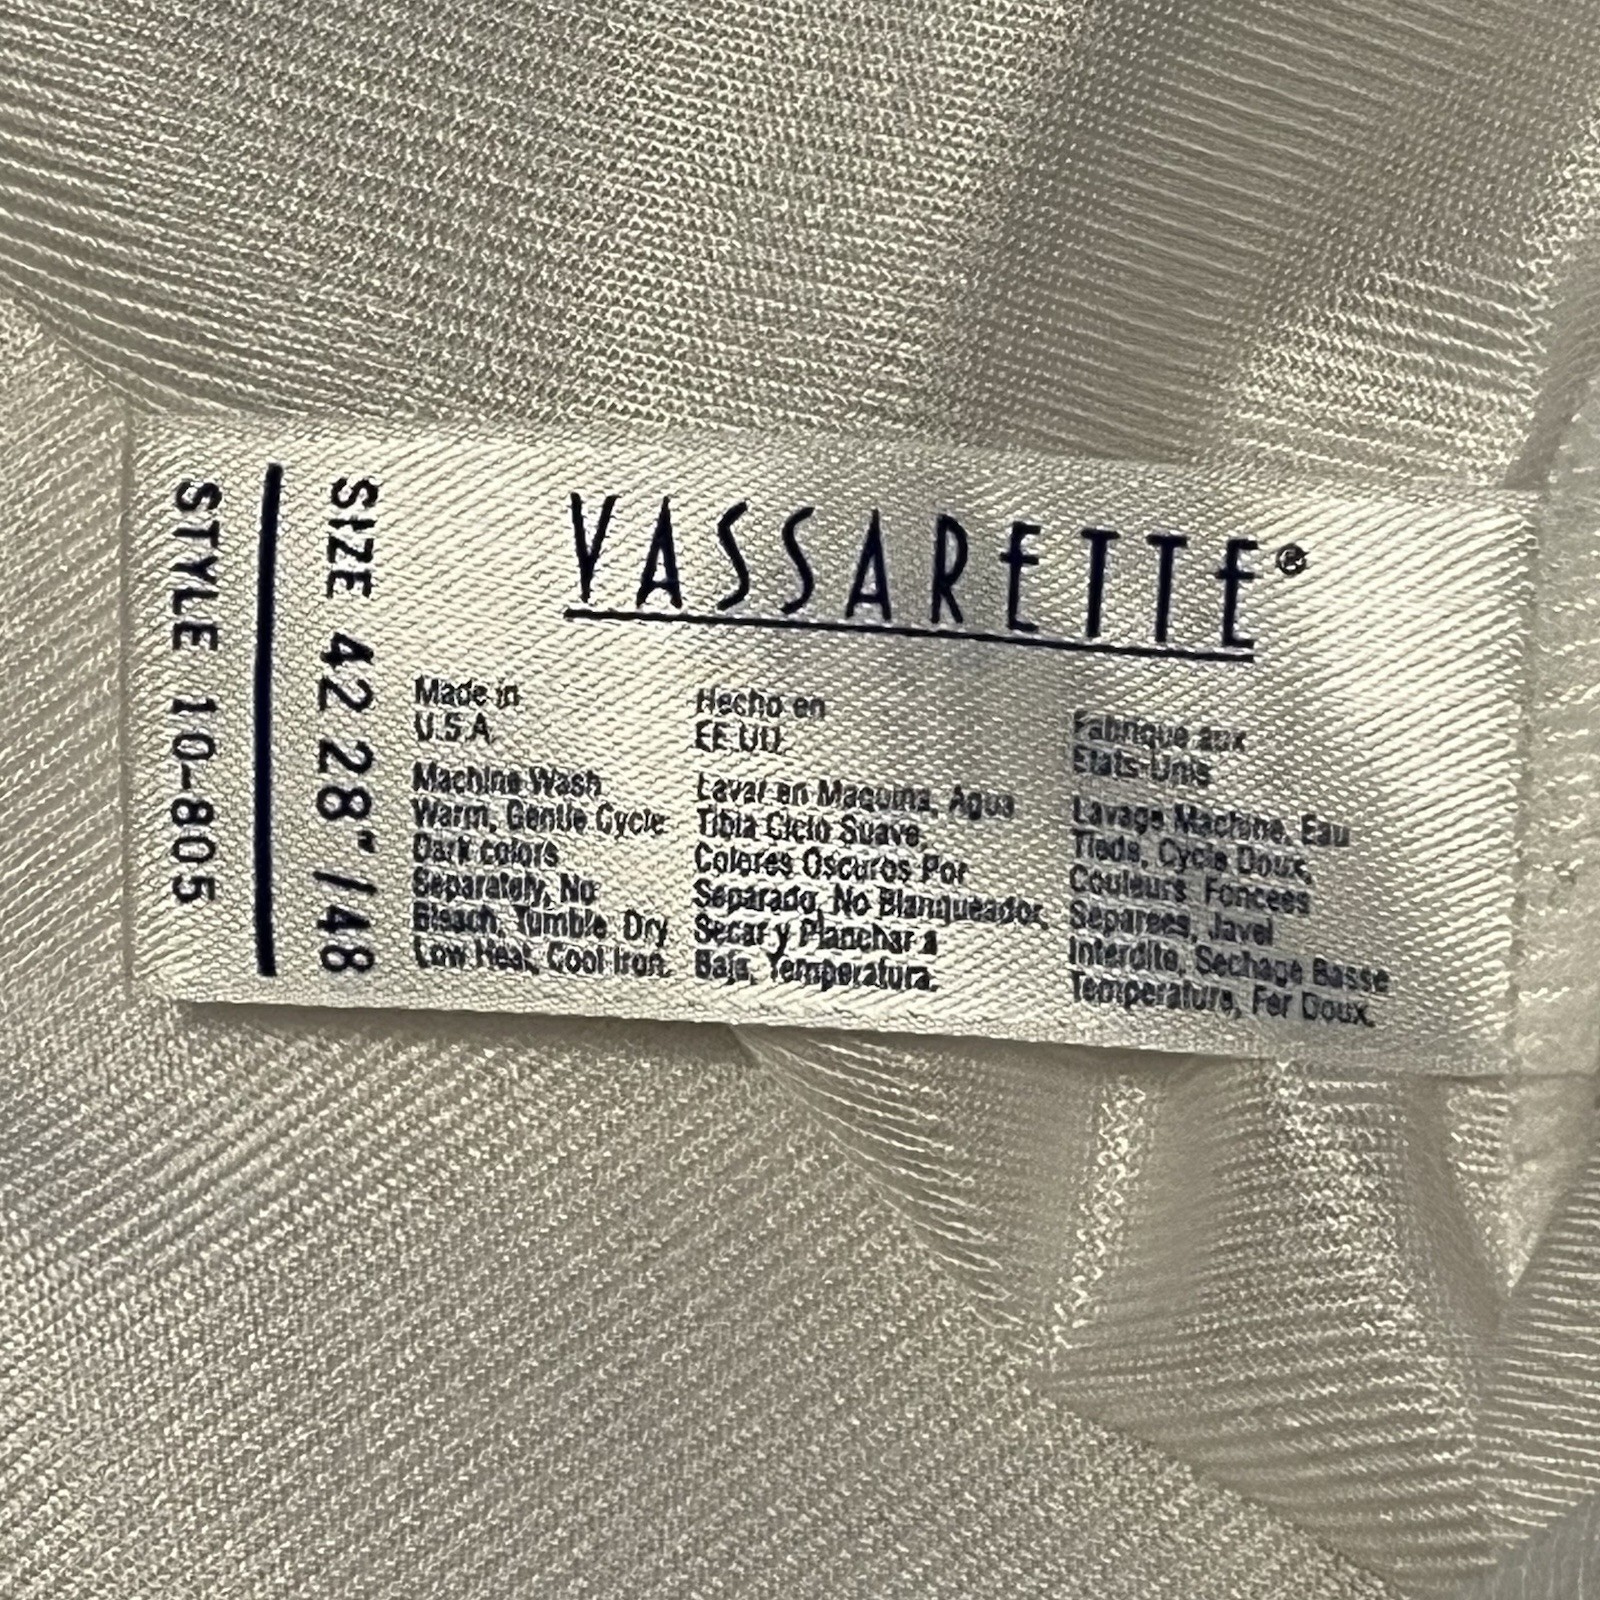 VASSARETTE®
SIZE 42 28" / 48
STYLE 10-805
Made in
U.S.A.
Machine Wash
Warm, Gentle Cycle
Dark colors
Separately, No
Bleach, Tumble Dry
Low Heat, Cool Iron.
Hecho en
EE.UU.
Lavar en Maquina, Agua
Tibia Ciclo Suave,
Colores Oscuros Por
Separado, No Blanqueador,
Secar y Planchar a
Baja, Temperatura.
Fabrique aux
Etats-Unis
Lavage Machine, Eau
Tiede, Cycle Doux,
Couleurs Foncees
Separees, Javel
Interdite, Sechage Basse
Temperature, Fer Doux.